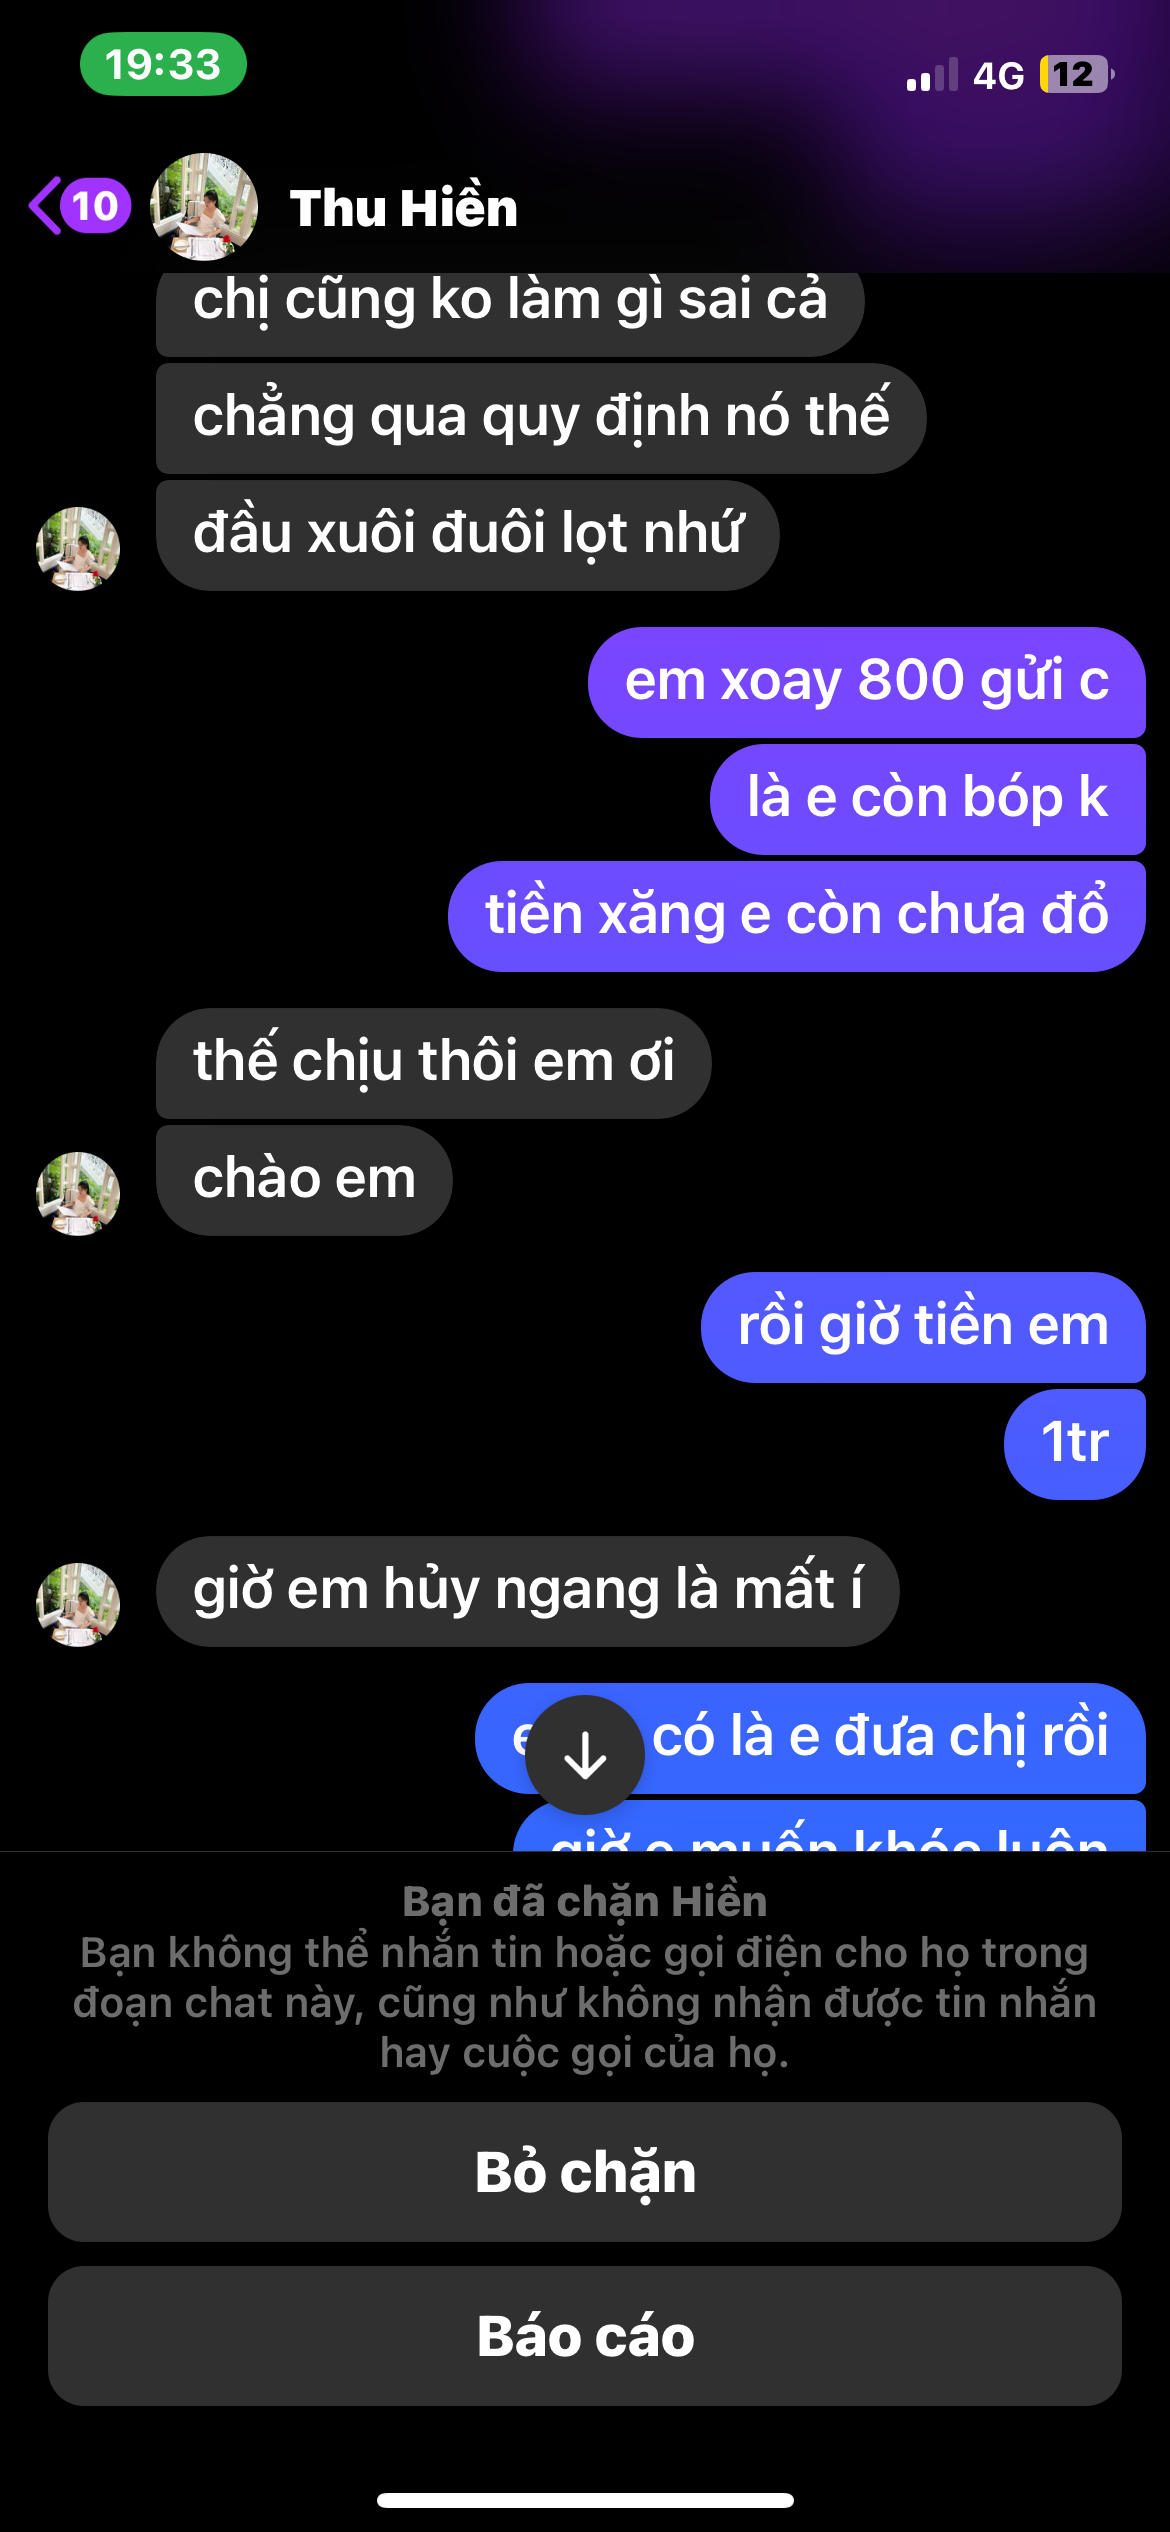 19:33
4G 12
10
Thu Hiền
chị cũng ko làm gì sai cả
chẳng qua quy định nó thế
đầu xuôi đuôi lọt nhứ
em xoay 800 gửi c
là e còn bóp k
tiền xăng e còn chưa đổ
thế chịu thôi em ơi
chào em
rồi giờ tiền em
1tr
giờ em hủy ngang là mất í
có là e đưa chị rồi
giờ e muốn khóc luôn
Bạn đã chặn Hiền
Bạn không thể nhắn tin hoặc gọi điện cho họ trong
đoạn chat này, cũng như không nhận được tin nhắn
hay cuộc gọi của họ.
Bỏ chặn
Báo cáo